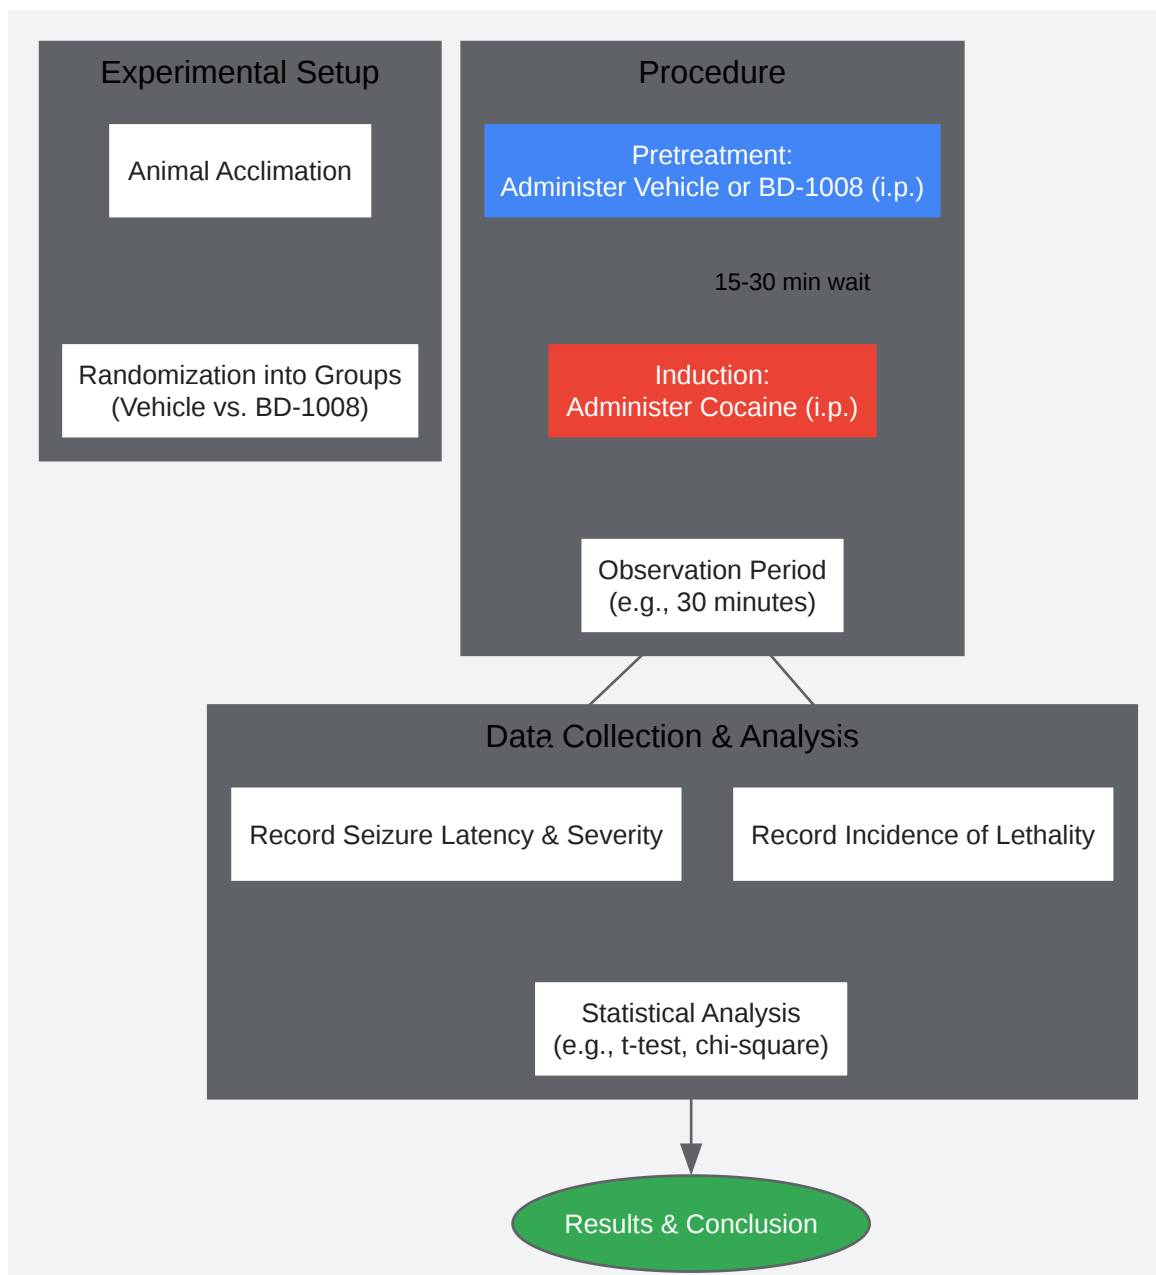 Experimental Setup
Animal Acclimation
Randomization into Groups
(Vehicle vs. BD-1008)
Procedure
Pretreatment:
Administer Vehicle or BD-1008 (i.p.)
15-30 min wait
Induction:
Administer Cocaine (i.p.)
Observation Period
(e.g., 30 minutes)
Data Collection & Analysis
Record Seizure Latency & Severity
Record Incidence of Lethality
Statistical Analysis
(e.g., t-test, chi-square)
Results & Conclusion